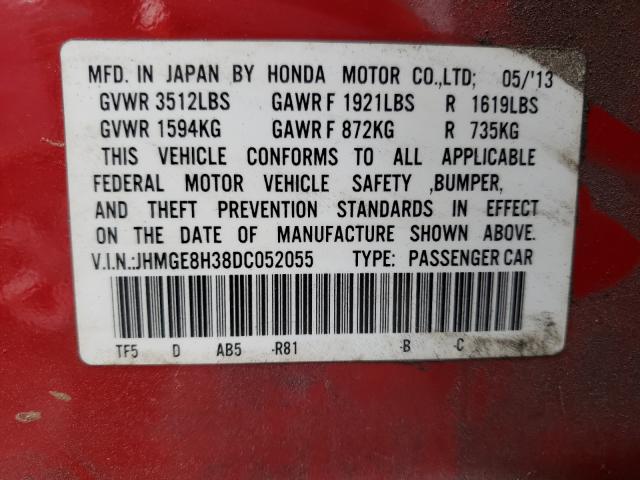 MFD. IN JAPAN BY HONDA MOTOR CO.,LTD; 05/'13
GVWR 3512LBS GAWR F 1921LBS R 1619LBS
GVWR 1594KG GAWR F 872KG R 735KG
THIS VEHICLE CONFORMS TO ALL APPLICABLE
FEDERAL MOTOR VEHICLE SAFETY ,BUMPER,
AND THEFT PREVENTION STANDARDS IN EFFECT
ON THE DATE OF MANUFACTURE SHOWN ABOVE.
V.I.N.:JHMGE8H38DC052055 TYPE: PASSENGER CAR
TF5 D AB5 -R81 -B -C